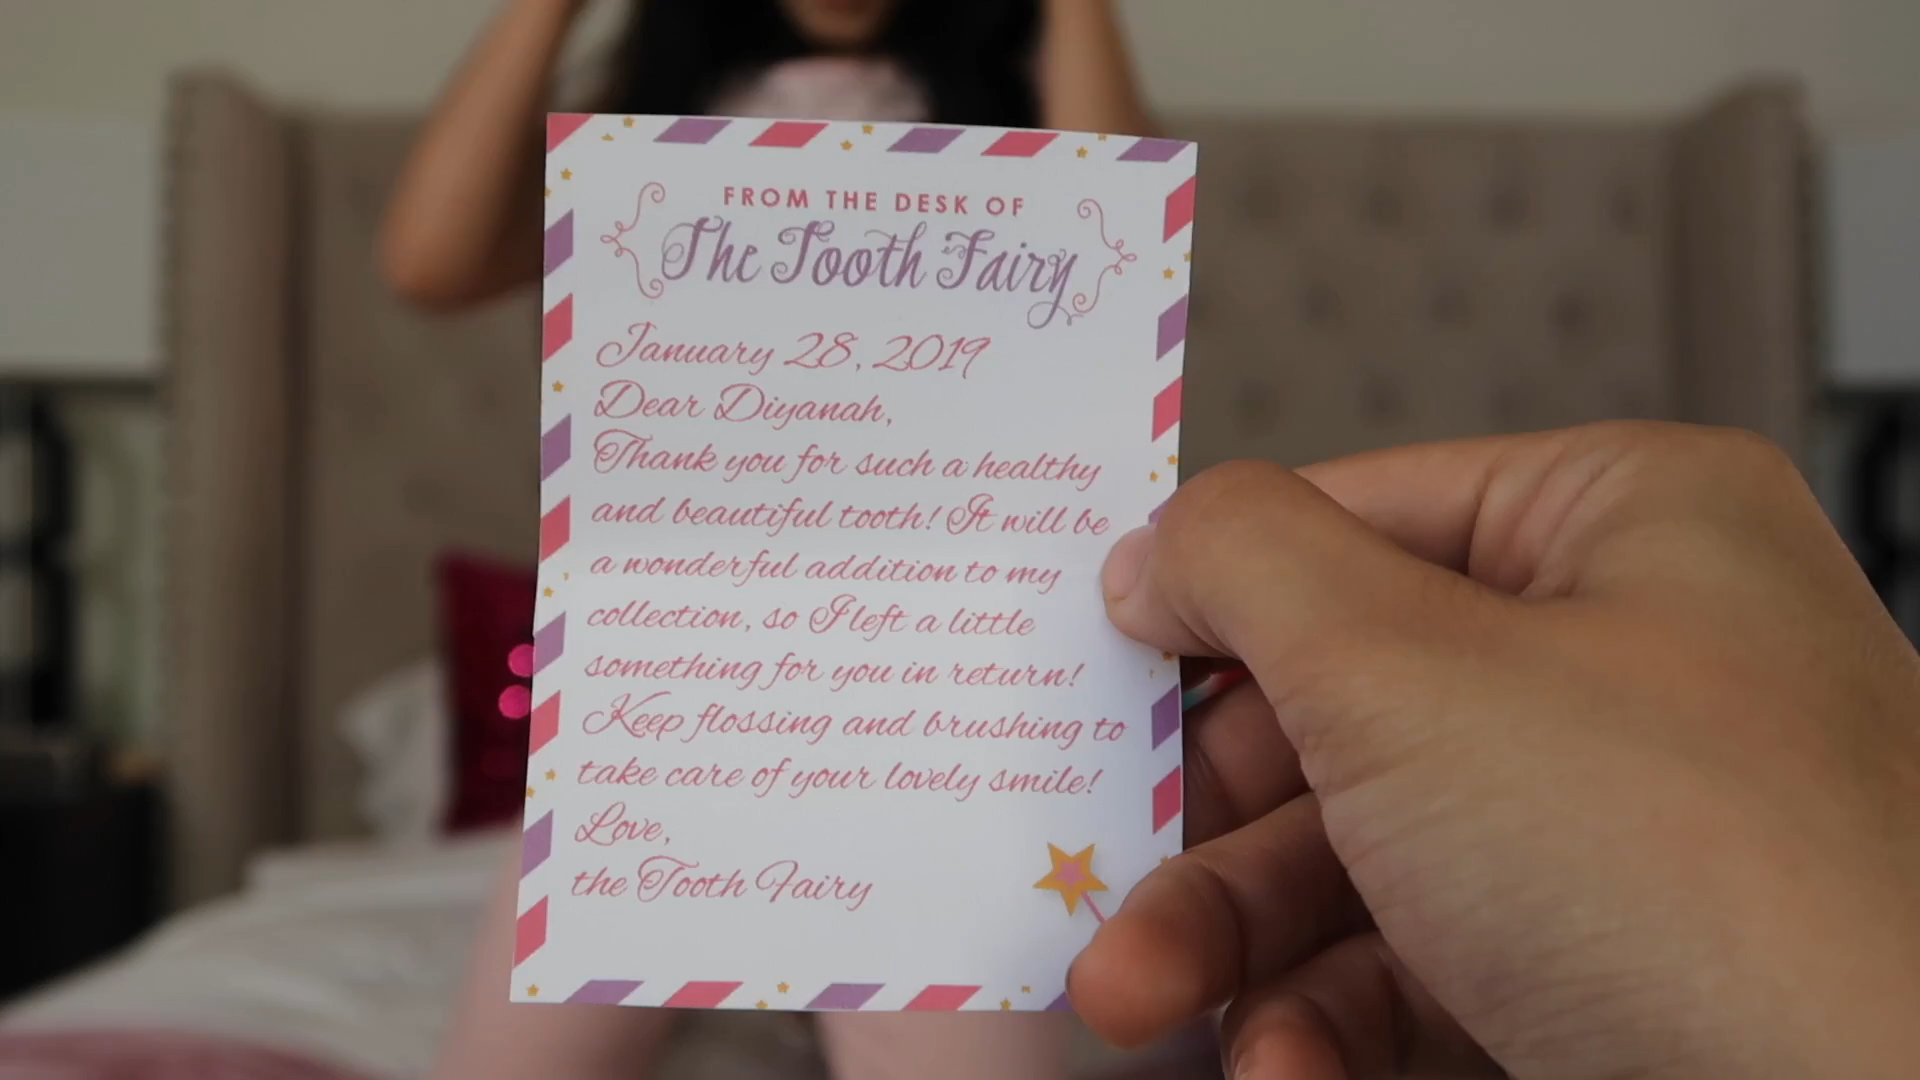 FROM THE DESK OF
The Tooth Fairy
January 28, 2019
Dear Diyanah,
Thank you for such a healthy
and beautiful tooth! It will be
a wonderful addition to my
collection, so I left a little
something for you in return!
Keep flossing and brushing to
take care of your lovely smile!
Love,
the Tooth Fairy